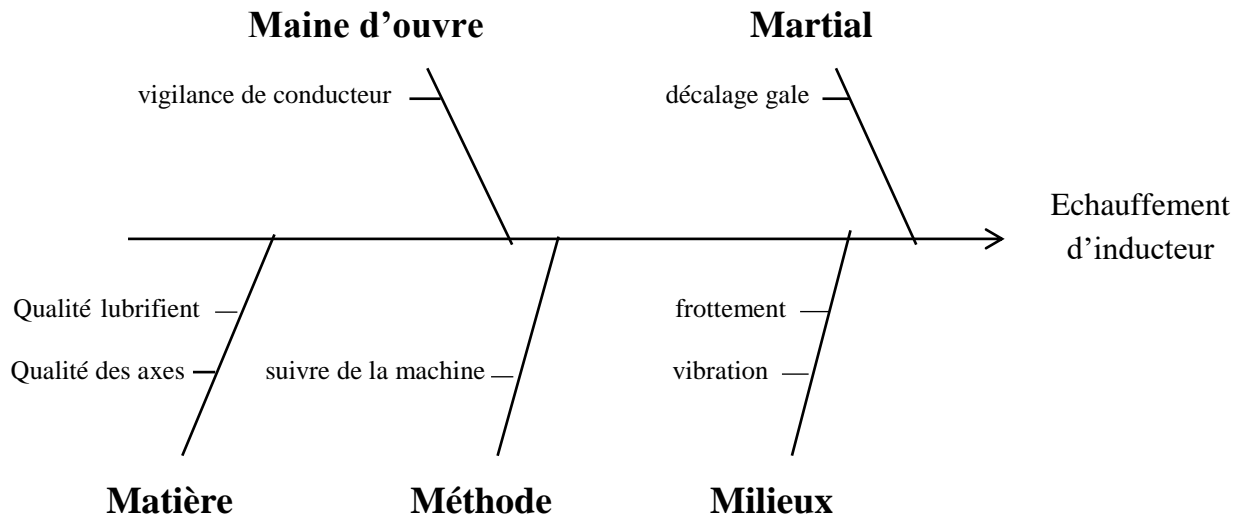 Maine d’ouvre
Martial
vigilance de conducteur
décalage gale
Echauffement
d’inducteur
Qualité lubrifient
frottement
Qualité des axes
suivre de la machine
vibration
Matière
Méthode
Milieux